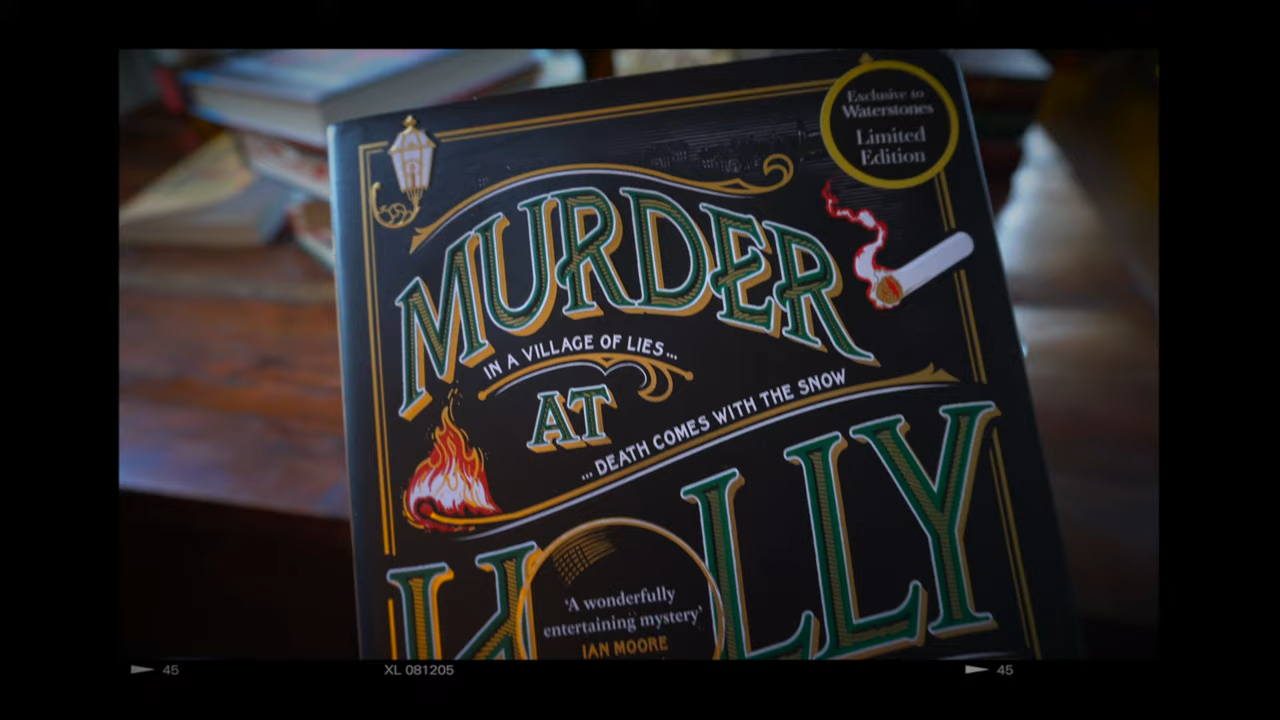 Exclusive to
Waterstones
Limited
Edition
MURDER
IN A VILLAGE OF LIES...
AT
... DEATH COMES WITH THE SNOW
HOLLY
'A wonderfully
entertaining mystery'
IAN MOORE
45 XL 081205 45